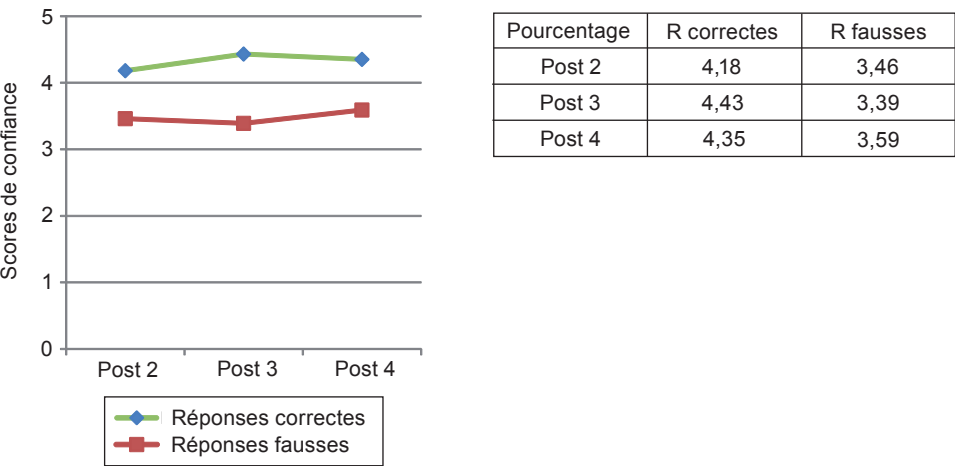 5
4
3
2
1
0
Scores de confiance
Post 2 Post 3 Post 4
Réponses correctes
Réponses fausses
Pourcentage R correctes R fausses
Post 2 4,18 3,46
Post 3 4,43 3,39
Post 4 4,35 3,59